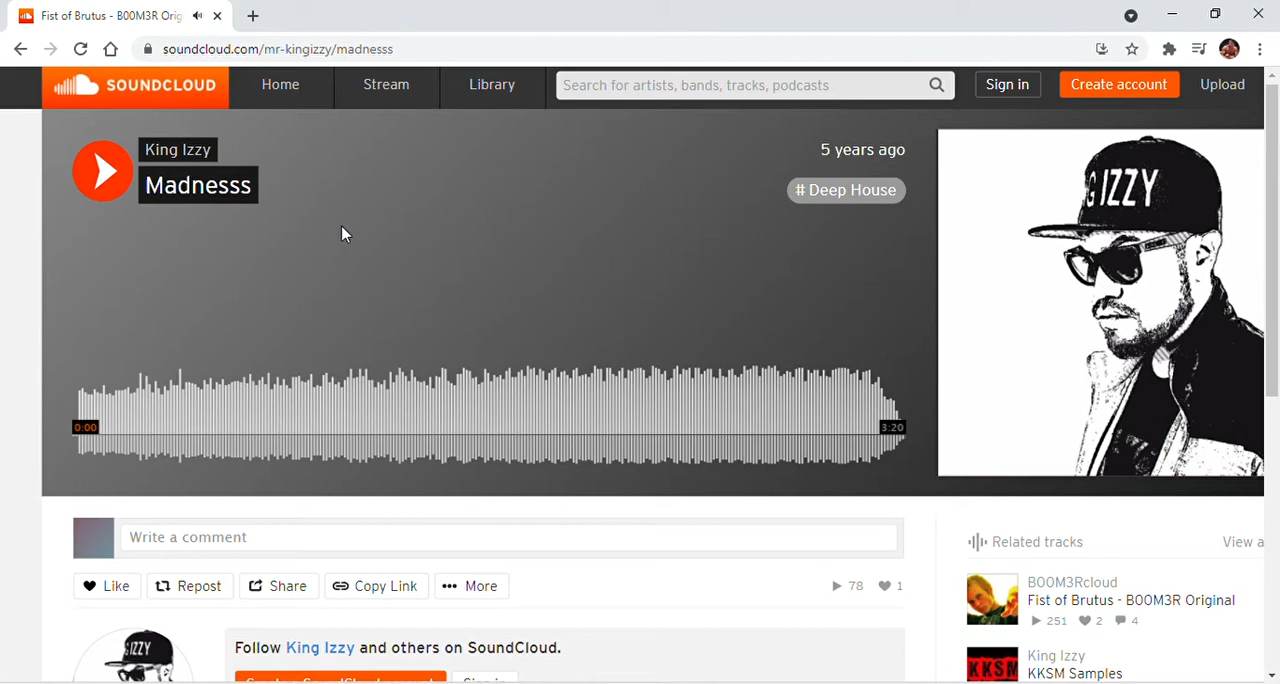 Fist of Brutus - B00M3R Orig
soundcloud.com/mr-kingizzy/madnesss
SOUNDCLOUD
Home
Stream
Library
Search for artists, bands, tracks, podcasts
Sign in
Create account
Upload
King Izzy
5 years ago
Madnesss
# Deep House
G IZZY
0:00
3:20
Write a comment
Like
Repost
Share
Copy Link
More
78
1
Related tracks
View a
B00M3Rcloud
Fist of Brutus - B00M3R Original
251
2
4
IZZY
Follow King Izzy and others on SoundCloud.
King Izzy
KKSM
KKSM Samples